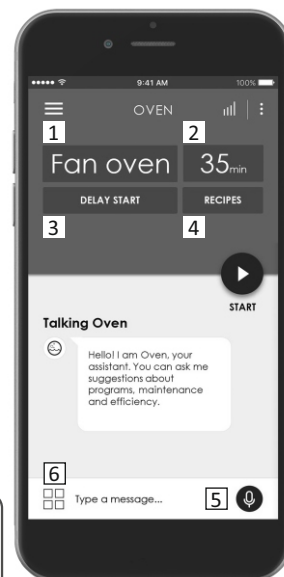 9:41 AM 100%
OVEN
1 2
Fan oven 35min
DELAY START RECIPES
3 4
START
Talking Oven
Hello! I am Oven, your
assistant. You can ask me
suggestions about
programs, maintenance
and efficiency.
6
Type a message... 5